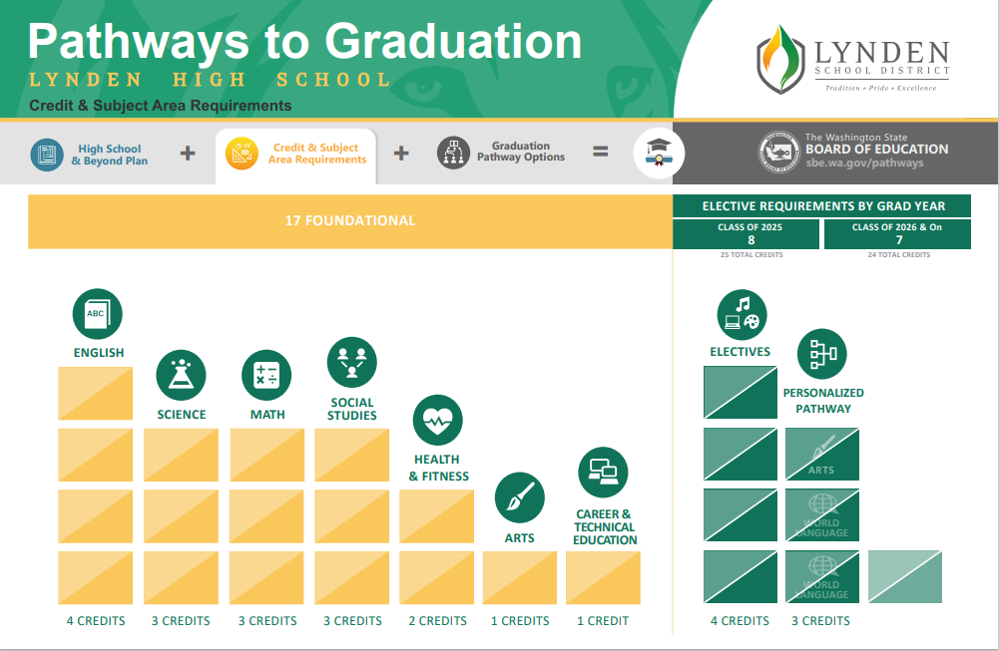 Pathways to Graduation
LYNDEN HIGH SCHOOL
Credit & Subject Area Requirements
LYNDEN
SCHOOL DISTRICT
Tradition • Pride • Excellence
High School
& Beyond Plan
+
Credit & Subject
Area Requirements
+
Graduation
Pathway Options
=
The Washington State
BOARD OF EDUCATION
sbe.wa.gov/pathways
17 FOUNDATIONAL
ELECTIVE REQUIREMENTS BY GRAD YEAR
CLASS OF 2025
8
25 TOTAL CREDITS
CLASS OF 2026 & On
7
24 TOTAL CREDITS
ABC
ENGLISH
SCIENCE
MATH
SOCIAL
STUDIES
HEALTH
& FITNESS
ARTS
CAREER &
TECHNICAL
EDUCATION
ELECTIVES
PERSONALIZED
PATHWAY
ARTS
WORLD
LANGUAGE
WORLD
LANGUAGE
4 CREDITS
3 CREDITS
3 CREDITS
3 CREDITS
2 CREDITS
1 CREDITS
1 CREDIT
4 CREDITS
3 CREDITS